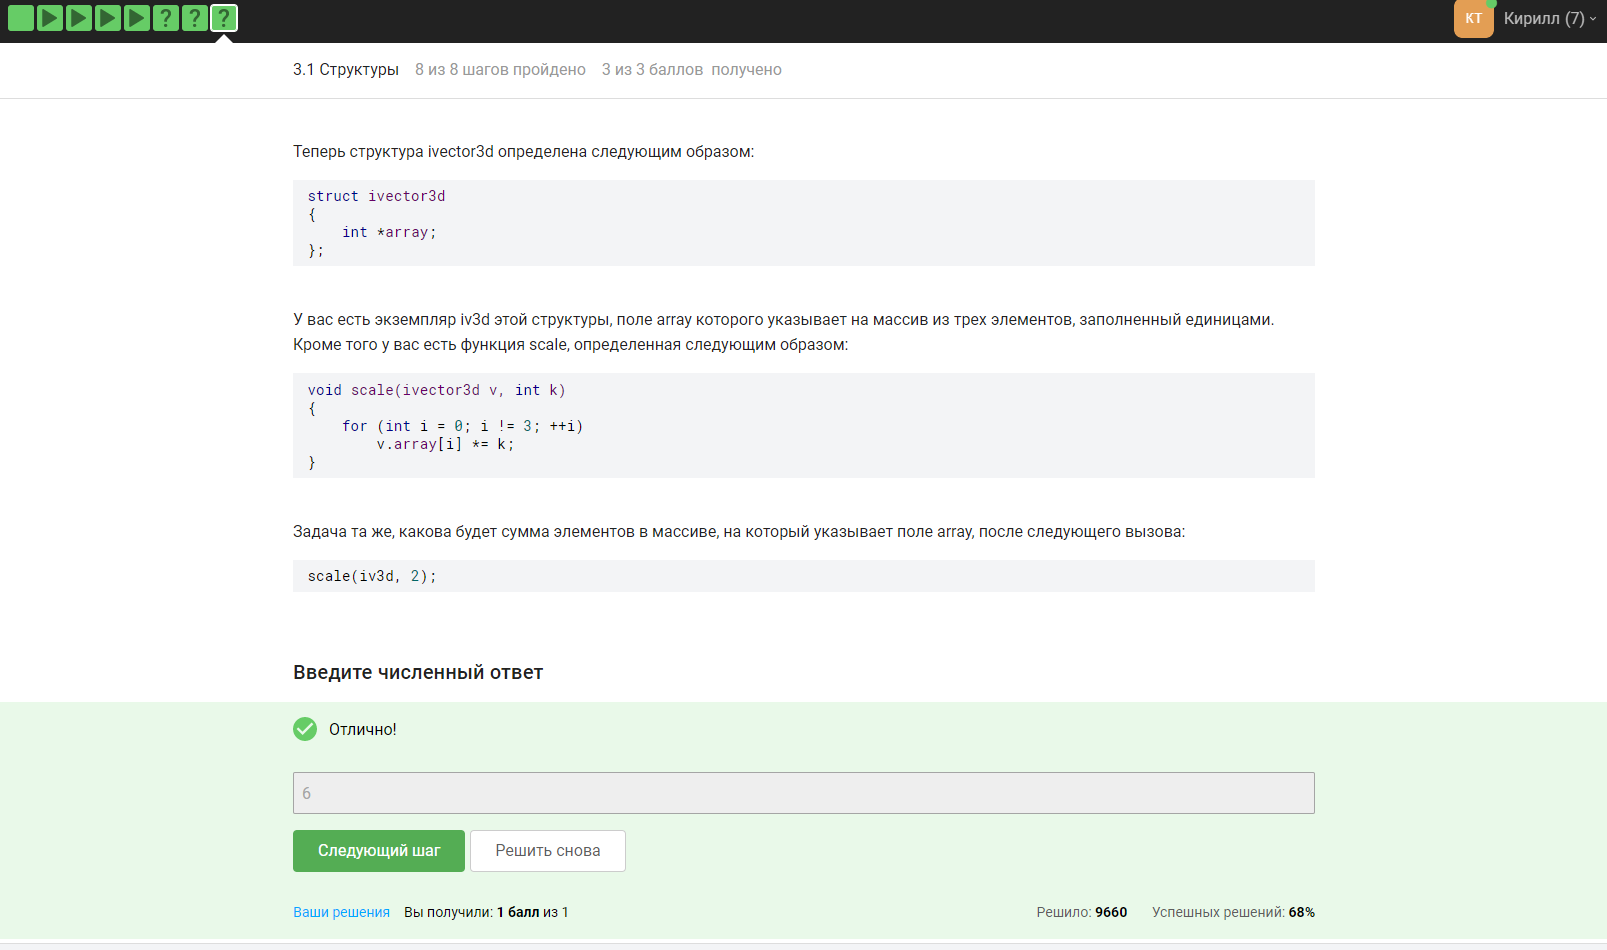 ? ? ?
КТ Кирилл (7)
3.1 Структуры 8 из 8 шагов пройдено 3 из 3 баллов получено
Теперь структура ivector3d определена следующим образом:
struct ivector3d
{
    int *array;
};
У вас есть экземпляр iv3d этой структуры, поле array которого указывает на массив из трех элементов, заполненный единицами.
Кроме того у вас есть функция scale, определенная следующим образом:
void scale(ivector3d v, int k)
{
    for (int i = 0; i != 3; ++i)
        v.array[i] *= k;
}
Задача та же, какова будет сумма элементов в массиве, на который указывает поле array, после следующего вызова:
scale(iv3d, 2);
Введите численный ответ
Отлично!
6
Следующий шаг Решить снова
Ваши решения Вы получили: 1 балл из 1 Решило: 9660 Успешных решений: 68%